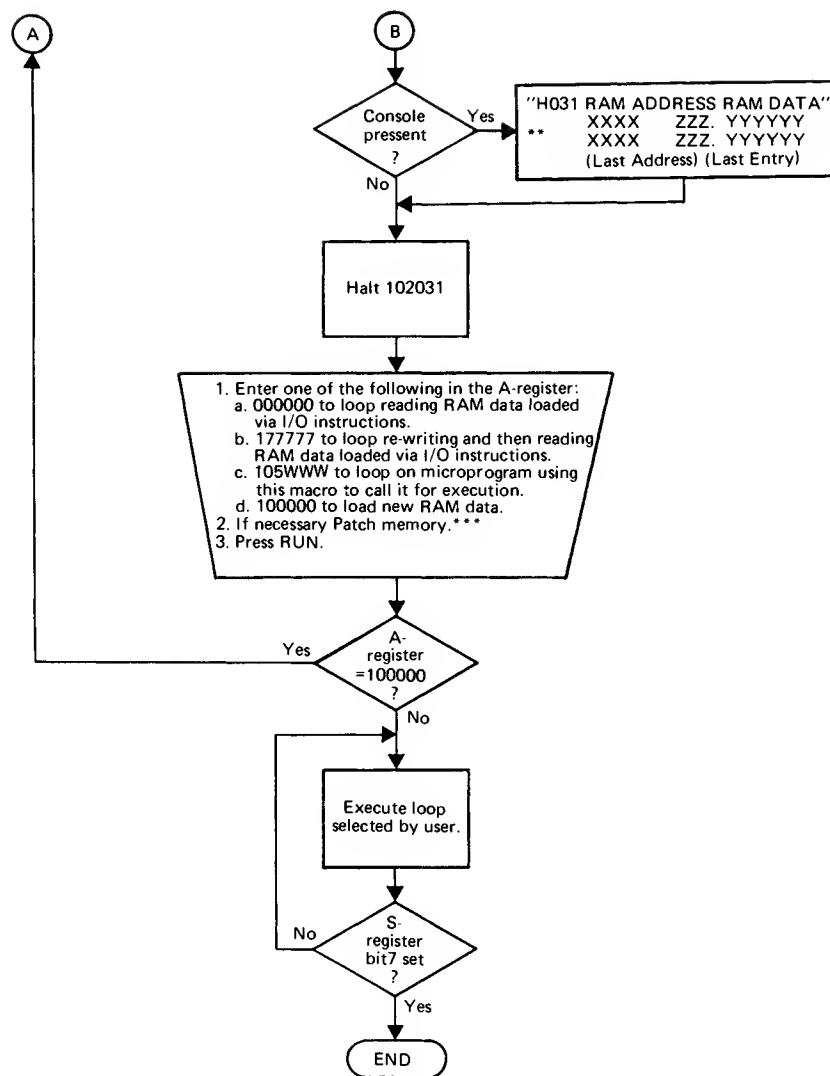 A
B
Console
pressent
?
Yes
No
"H031 RAM ADDRESS RAM DATA"
XXXX ZZZ. YYYYYY
** XXXX ZZZ. YYYYYY
(Last Address) (Last Entry)
Halt 102031
1. Enter one of the following in the A-register:
a. 000000 to loop reading RAM data loaded
via I/O instructions.
b. 177777 to loop re-writing and then reading
RAM data loaded via I/O instructions.
c. 105WWW to loop on microprogram using
this macro to call it for execution.
d. 100000 to load new RAM data.
2. If necessary Patch memory.***
3. Press RUN.
Yes
A-
register
=100000
?
No
Execute loop
selected by user.
No
S-
register
bit7 set
?
Yes
END